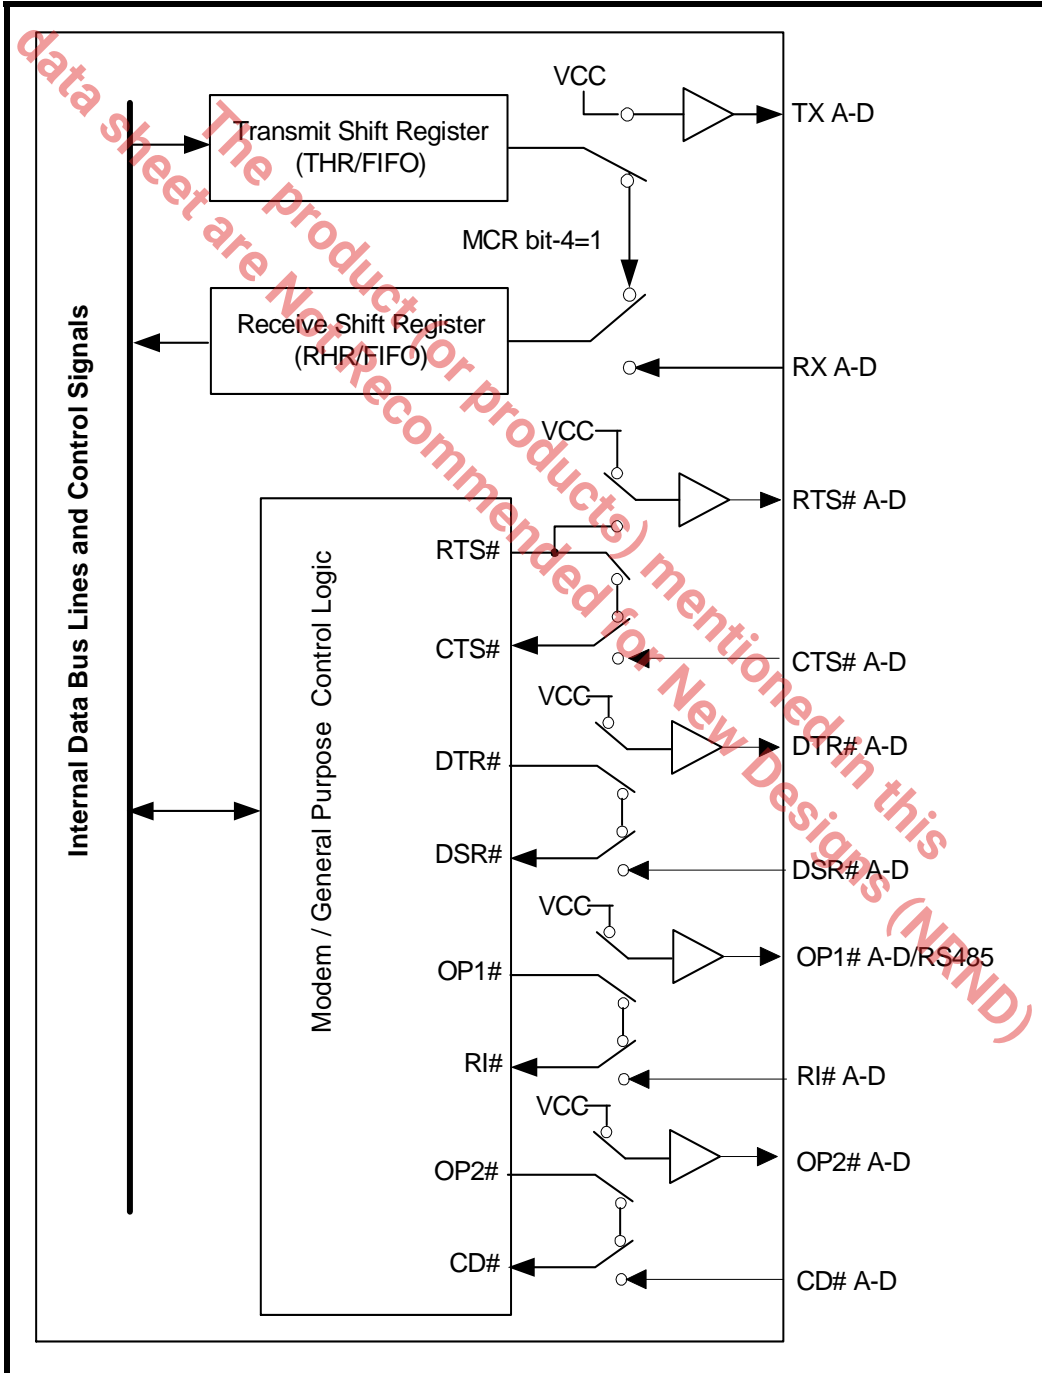 VCC
TX A-D
Transmit Shift Register
(THR/FIFO)
MCR bit-4=1
Receive Shift Register
(RHR/FIFO)
RX A-D
Internal Data Bus Lines and Control Signals
VCC
RTS# A-D
Modem / General Purpose Control Logic
RTS#
CTS#
CTS# A-D
VCC
DTR# A-D
DTR#
DSR#
DSR# A-D
VCC
OP1# A-D/RS485
OP1#
RI#
RI# A-D
VCC
OP2# A-D
OP2#
CD#
CD# A-D
The product (or products) mentioned in this
data sheet are Not Recommended for New Designs (NRND)